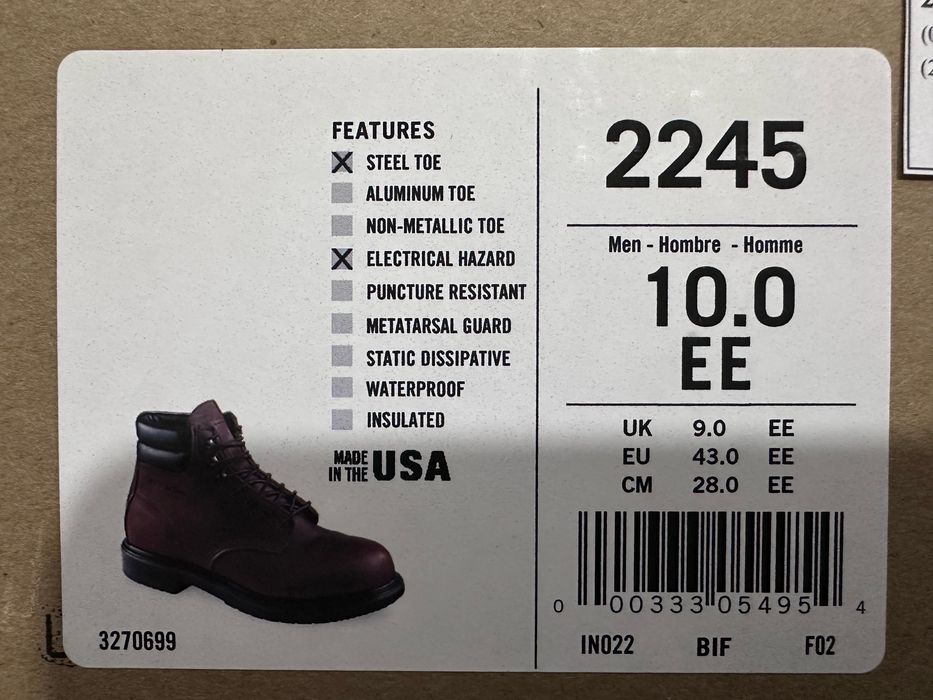 FEATURES
STEEL TOE
ALUMINUM TOE
NON-METALLIC TOE
ELECTRICAL HAZARD
PUNCTURE RESISTANT
METATARSAL GUARD
STATIC DISSIPATIVE
WATERPROOF
INSULATED
MADE
IN THE USA
3270699
2245
Men - Hombre - Homme
10.0
EE
UK 9.0 EE
EU 43.0 EE
CM 28.0 EE
0 00333 05495 4
IN022 BIF F02